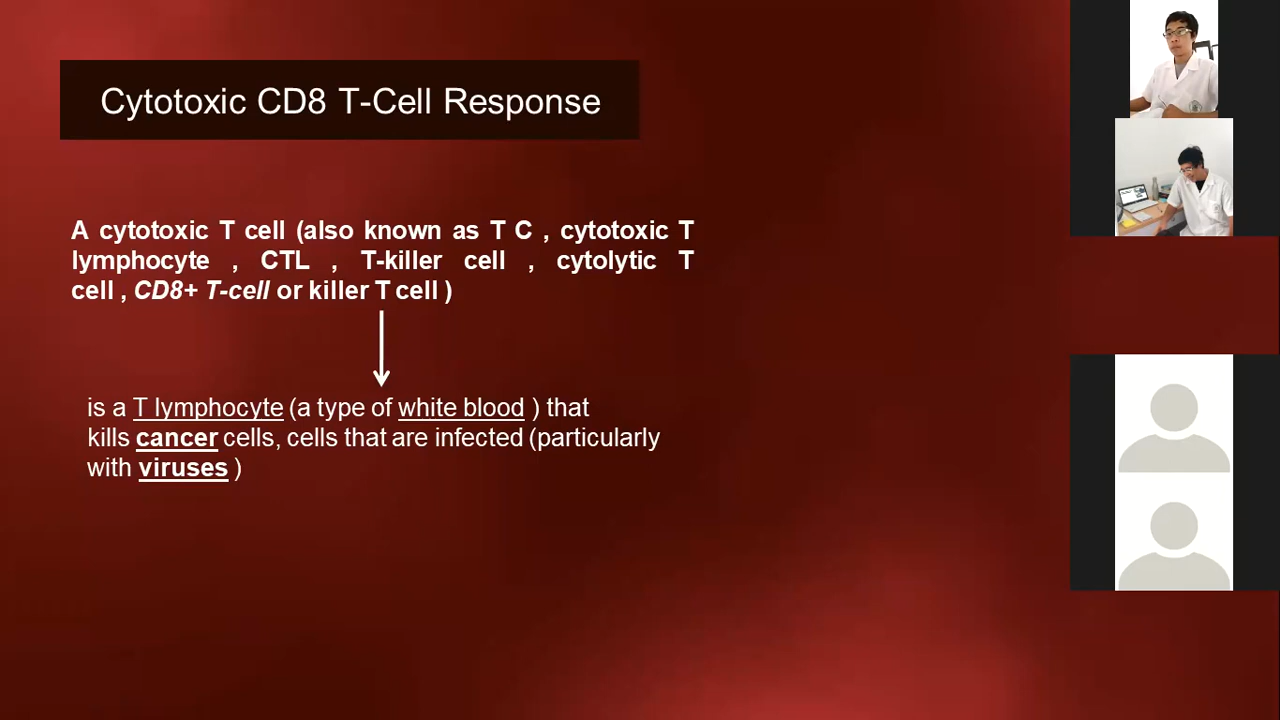 Cytotoxic CD8 T-Cell Response
A cytotoxic T cell (also known as T C , cytotoxic T
lymphocyte , CTL , T-killer cell , cytolytic T
cell , CD8+ T-cell or killer T cell )
is a T lymphocyte (a type of white blood ) that
kills cancer cells, cells that are infected (particularly
with viruses )